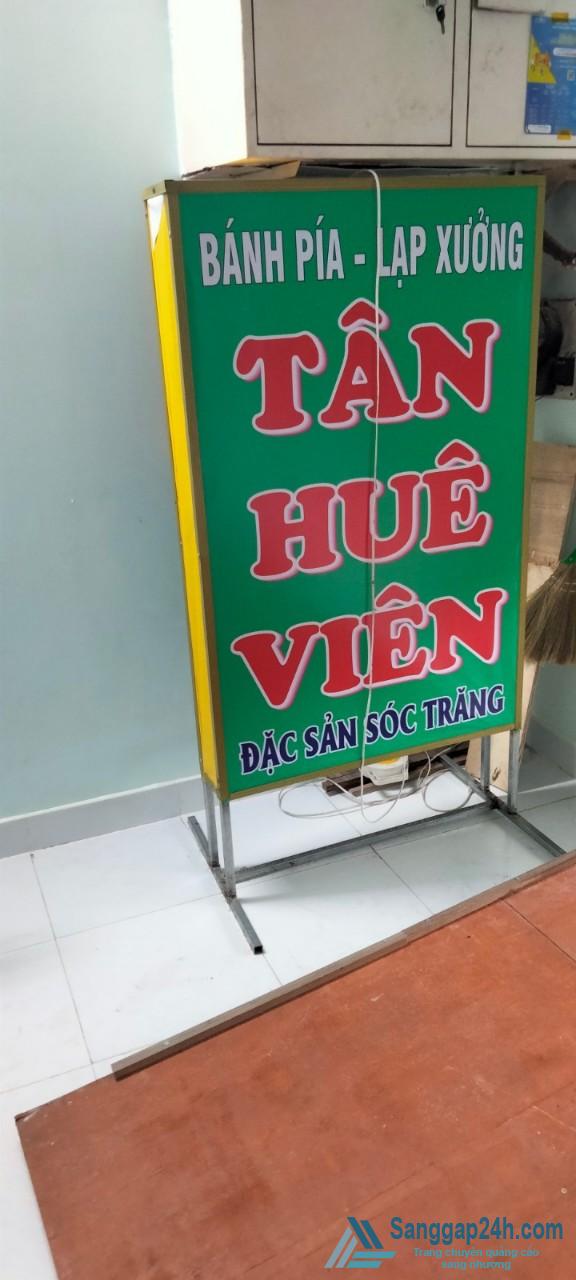 BÁNH PÍA - LẠP XƯỞNG
TÂN
HUÊ
VIÊN
ĐẶC SẢN SÓC TRĂNG
Sanggap24h.com
Trang chuyên quảng cáo
sang nhượng